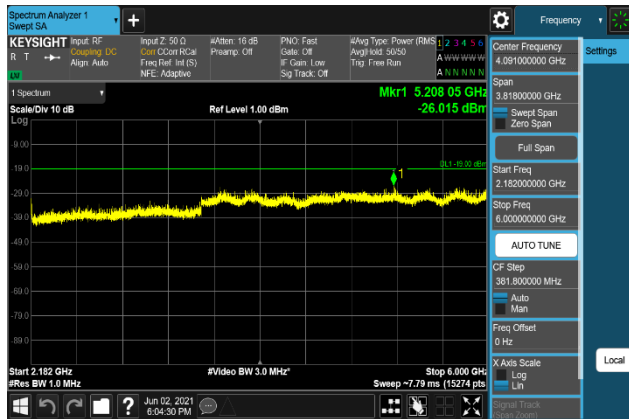 Spectrum Analyzer 1
Swept SA
Frequency
KEYSIGHT
Input: RF
Coupling: DC
Align: Auto
R T
LXI
Input Z: 50 Ω
Corr CCorr RCal
Freq Ref: Int (S)
NFE: Adaptive
#Atten: 16 dB
Preamp: Off
PNO: Fast
Gate: Off
IF Gain: Low
Sig Track: Off
#Avg Type: Power (RMS)
Avg|Hold: 50/50
Trig: Free Run
1 2 3 4 5 6
A W W W W W
A N N N N N
Center Frequency
4.091000000 GHz
Settings
1 Spectrum
Scale/Div 10 dB
Log
Ref Level 1.00 dBm
Mkr1 5.208 05 GHz
-26.015 dBm
Span
3.81800000 GHz
Swept Span
Zero Span
Full Span
-9.00
-19.0
-29.0
-39.0
-49.0
-59.0
-69.0
-79.0
-89.0
DL1 -19.00 dBm
1
Start Freq
2.182000000 GHz
Stop Freq
6.000000000 GHz
AUTO TUNE
CF Step
381.800000 MHz
Auto
Man
Freq Offset
0 Hz
X Axis Scale
Log
Lin
Local
Signal Track
(Span Zoom)
Start 2.182 GHz
#Res BW 1.0 MHz
#Video BW 3.0 MHz*
Stop 6.000 GHz
Sweep ~7.79 ms (15274 pts)
Jun 02, 2021
6:04:30 PM